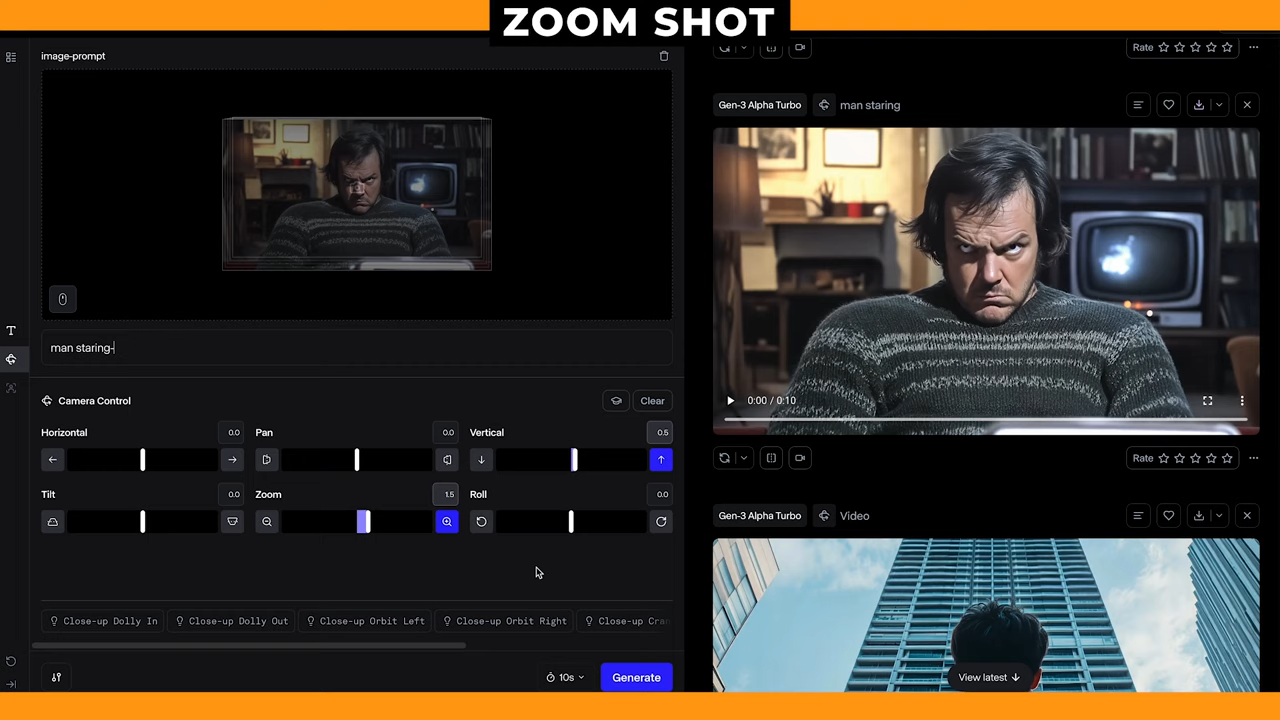 ZOOM SHOT
image-prompt
man staring-
Camera Control
Clear
Horizontal 0.0
Pan 0.0
Vertical 0.5
Tilt 0.0
Zoom 1.5
Roll 0.0
Close-up Dolly In
Close-up Dolly Out
Close-up Orbit Left
Close-up Orbit Right
Close-up Cran
10s
Generate
Rate
Gen-3 Alpha Turbo man staring
0:00 / 0:10
Rate
Gen-3 Alpha Turbo Video
View latest